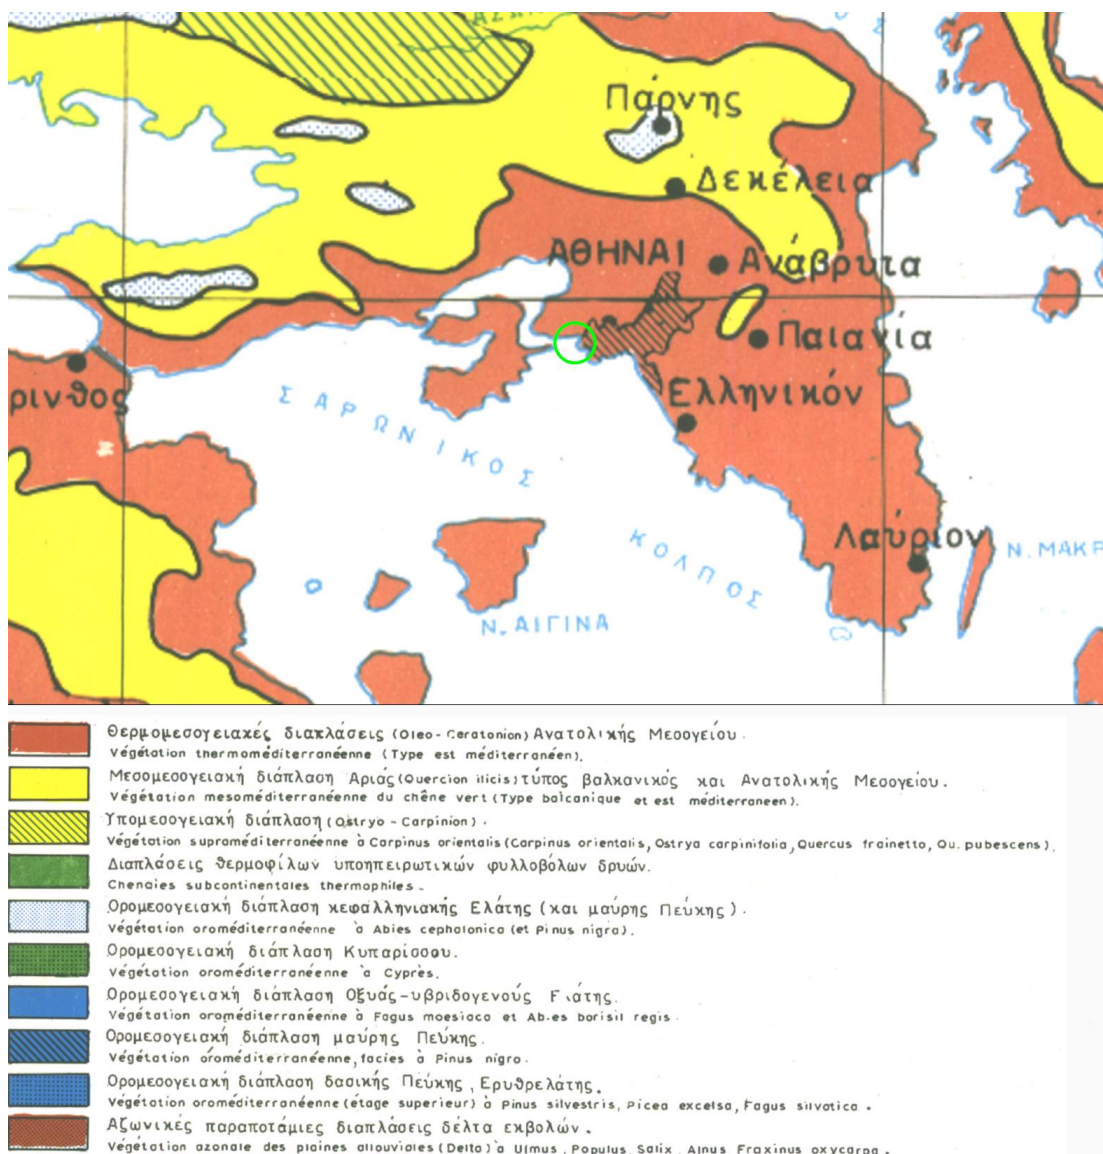 Πάρνης
Δεκέλεια
ΑΘΗΝΑΙ
Ανάβρυτα
Παιανία
Ελληνικόν
ρινθος
ΣΑΡΩΝΙΚΟΣ
ΚΟΛΠΟΣ
Λαύριον
Ν. ΜΑΚΡ
Ν. ΑΙΓΙΝΑ
Θερμομεσογειακές διαπλάσεις (Oleo-Ceratonion) Ανατολικής Μεσογείου.
Végétation thermoméditerranéenne (Type est méditerranéen).
Μεσομεσογειακή διάπλαση Αριάς (Quercion ilicis) τύπος βαλκανικός και Ανατολικής Μεσογείου.
Végétation mesoméditerranéenne du chêne vert (Type balcanique et est méditerraneen).
Υπομεσογειακή διάπλαση (Ostryo - Carpinion).
Végétation supraméditerranéenne à Carpinus orientalis (Carpinus orientalis, Ostrya carpinifolia, Quercus frainetto, Qu. pubescens).
Διαπλάσεις θερμοφίλων υποηπειρωτικών φυλλοβόλων δρυών.
Chenaies subcontinentales thermophiles.
Ορομεσογειακή διάπλαση κεφαλληνιακής Ελάτης (και μαύρης Πεύκης).
Végétation oroméditerranéenne à Abies cephalonica (et Pinus nigra).
Ορομεσογειακή διάπλαση Κυπαρίσσου.
Végétation oroméditerranéenne à Cyprès.
Ορομεσογειακή διάπλαση Οξυάς-υβριδογενούς
Végétation oroméditerranéenne à Fagus moesiaca et Abies borisii regis.
Ορομεσογειακή διάπλαση μαύρης Πεύκης.
Végétation oroméditerranéenne, facies à Pinus nigra.
Ορομεσογειακή διάπλαση δασικής Πεύκης, Ερυθρελάτης.
Végétation oroméditerranéenne (étage superieur) à Pinus silvestris, Picea excelsa, Fagus silvatica.
Αζωνικές παραποτάμιες διαπλάσεις δέλτα εκβολών.
Végétation azonale des plaines alluviales (Delta) à Ulmus, Populus, Salix, Alnus Fraxinus oxycarpa.